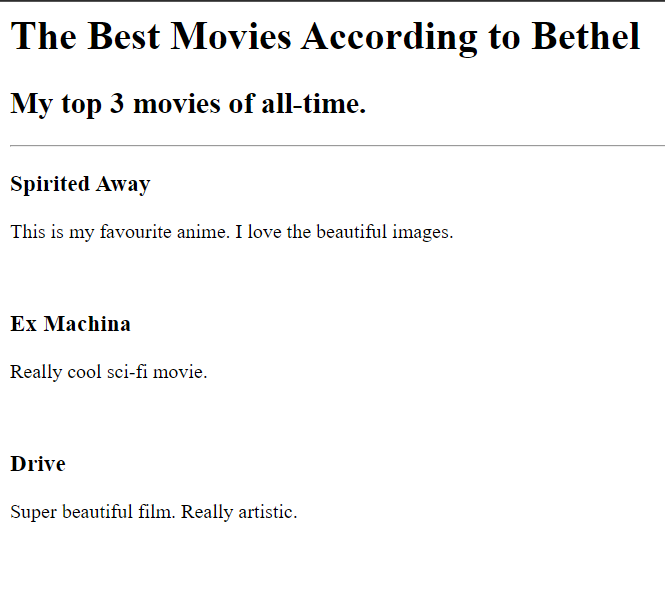 The Best Movies According to Bethel
My top 3 movies of all-time.
Spirited Away
This is my favourite anime. I love the beautiful images.
Ex Machina
Really cool sci-fi movie.
Drive
Super beautiful film. Really artistic.